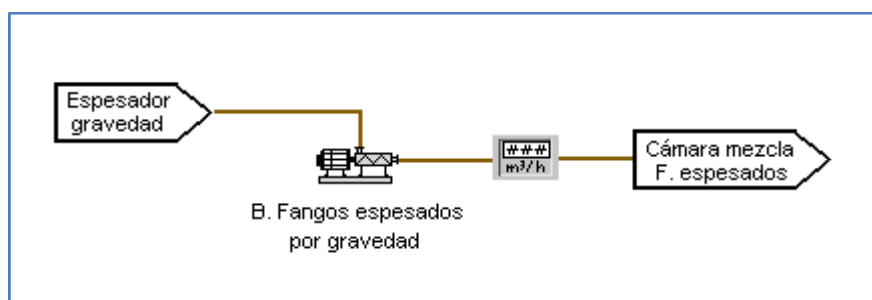 Espesador
gravedad
###
m³/h
Cámara mezcla
F. espesados
B. Fangos espesados
por gravedad